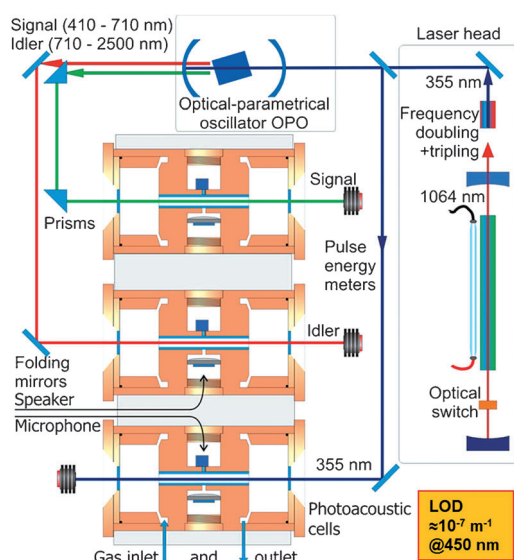 Signal (410 - 710 nm)
Idler (710 - 2500 nm)
Laser head
355 nm
Optical-parametrical
oscillator OPO
Frequency
doubling
+tripling
Signal
1064 nm
Prisms
Pulse
energy
meters
Idler
Folding
mirrors
Speaker
Microphone
Optical
switch
355 nm
Photoacoustic
cells
LOD
≈10⁻⁷ m⁻¹
@450 nm
Gas inlet and outlet